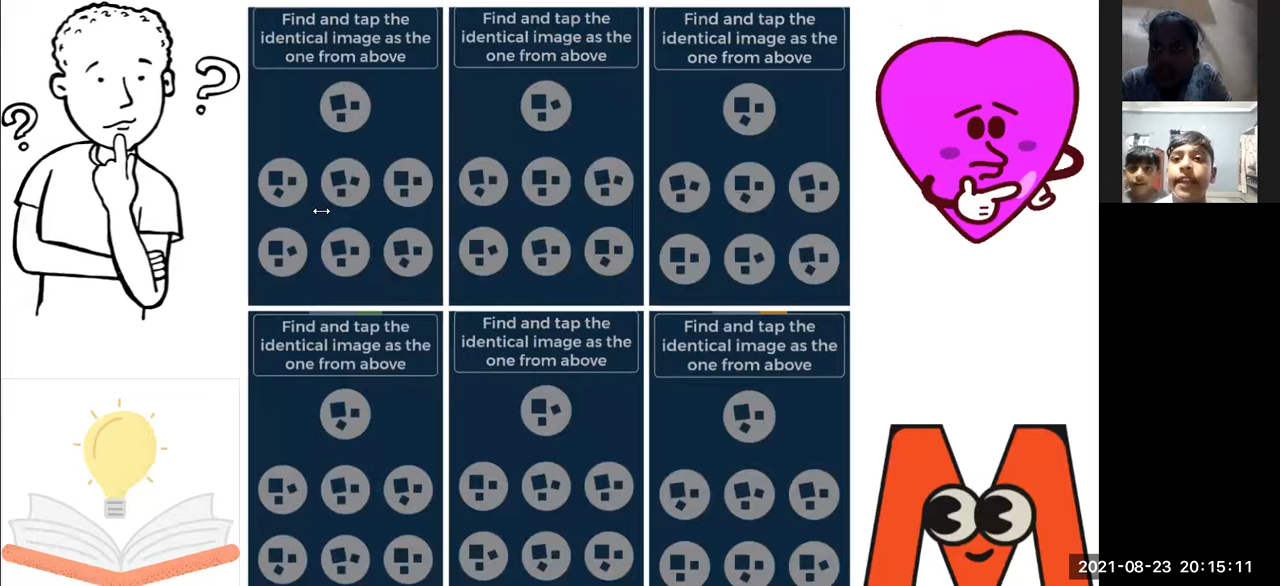 Find and tap the
identical image as the
one from above
Find and tap the
identical image as the
one from above
Find and tap the
identical image as the
one from above
Find and tap the
identical image as the
one from above
Find and tap the
identical image as the
one from above
Find and tap the
identical image as the
one from above
? ?
M
2021-08-23 20:15:11